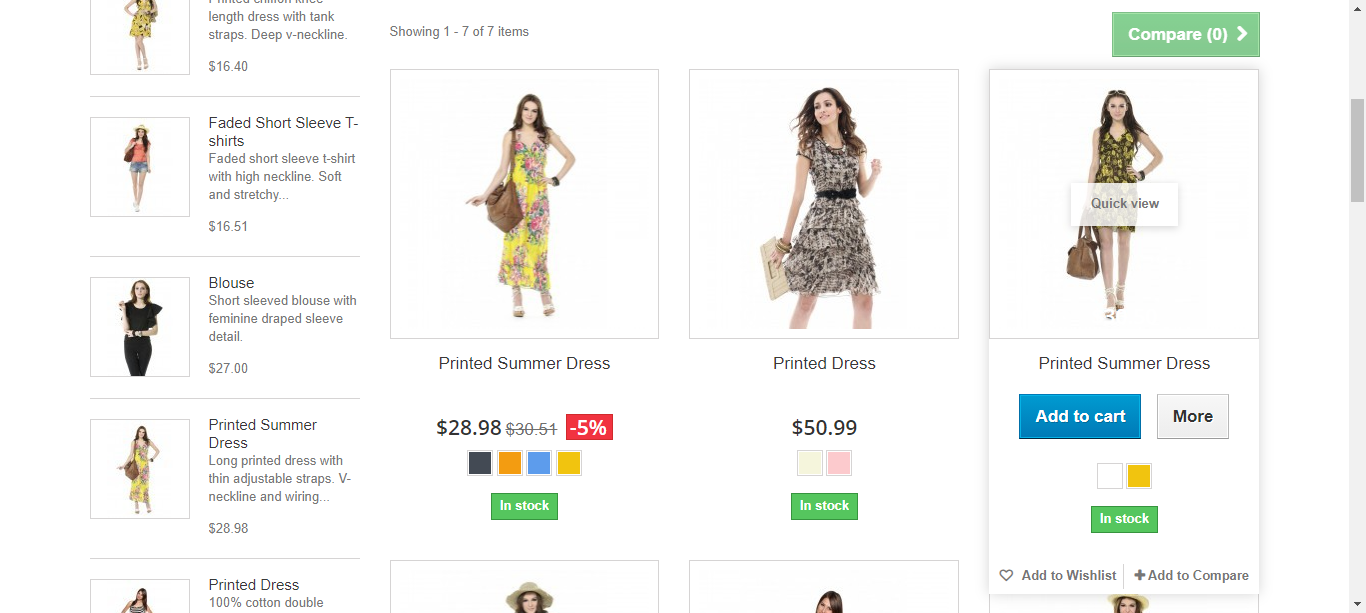 Printed chiffon knee
length dress with tank
straps. Deep v-neckline.
$16.40
Faded Short Sleeve T-
shirts
Faded short sleeve t-shirt
with high neckline. Soft
and stretchy...
$16.51
Blouse
Short sleeved blouse with
feminine draped sleeve
detail.
$27.00
Printed Summer
Dress
Long printed dress with
thin adjustable straps. V-
neckline and wiring...
$28.98
Printed Dress
100% cotton double
Showing 1 - 7 of 7 items
Compare (0)
Printed Summer Dress
$28.98 $30.51 -5%
In stock
Printed Dress
$50.99
In stock
Quick view
Printed Summer Dress
Add to cart
More
In stock
Add to Wishlist
Add to Compare